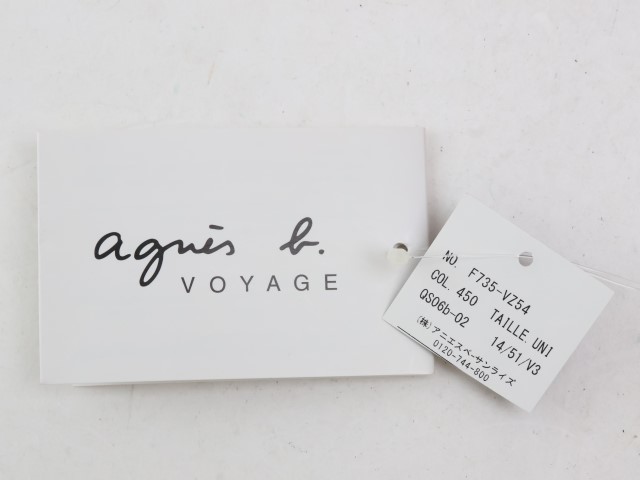 agnès b.
VOYAGE
NO. F735-VZ54
COL. 450 TAILLE. UNI
QS06b-02 14/51/V3
(株)アニエスベーサンライズ
0120-744-800